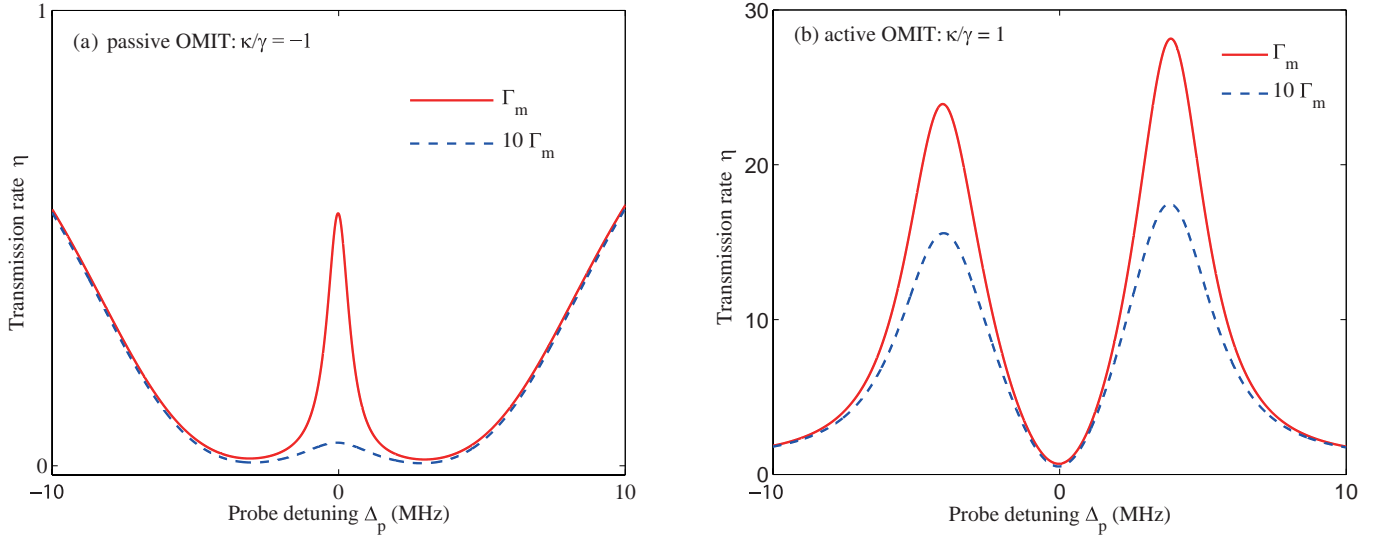 (a) passive OMIT: κ/γ = −1
Γm
10 Γm
1
0
Transmission rate η
−10
0
10
Probe detuning Δp (MHz)
(b) active OMIT: κ/γ = 1
Γm
10 Γm
30
20
10
0
Transmission rate η
−10
0
10
Probe detuning Δp (MHz)